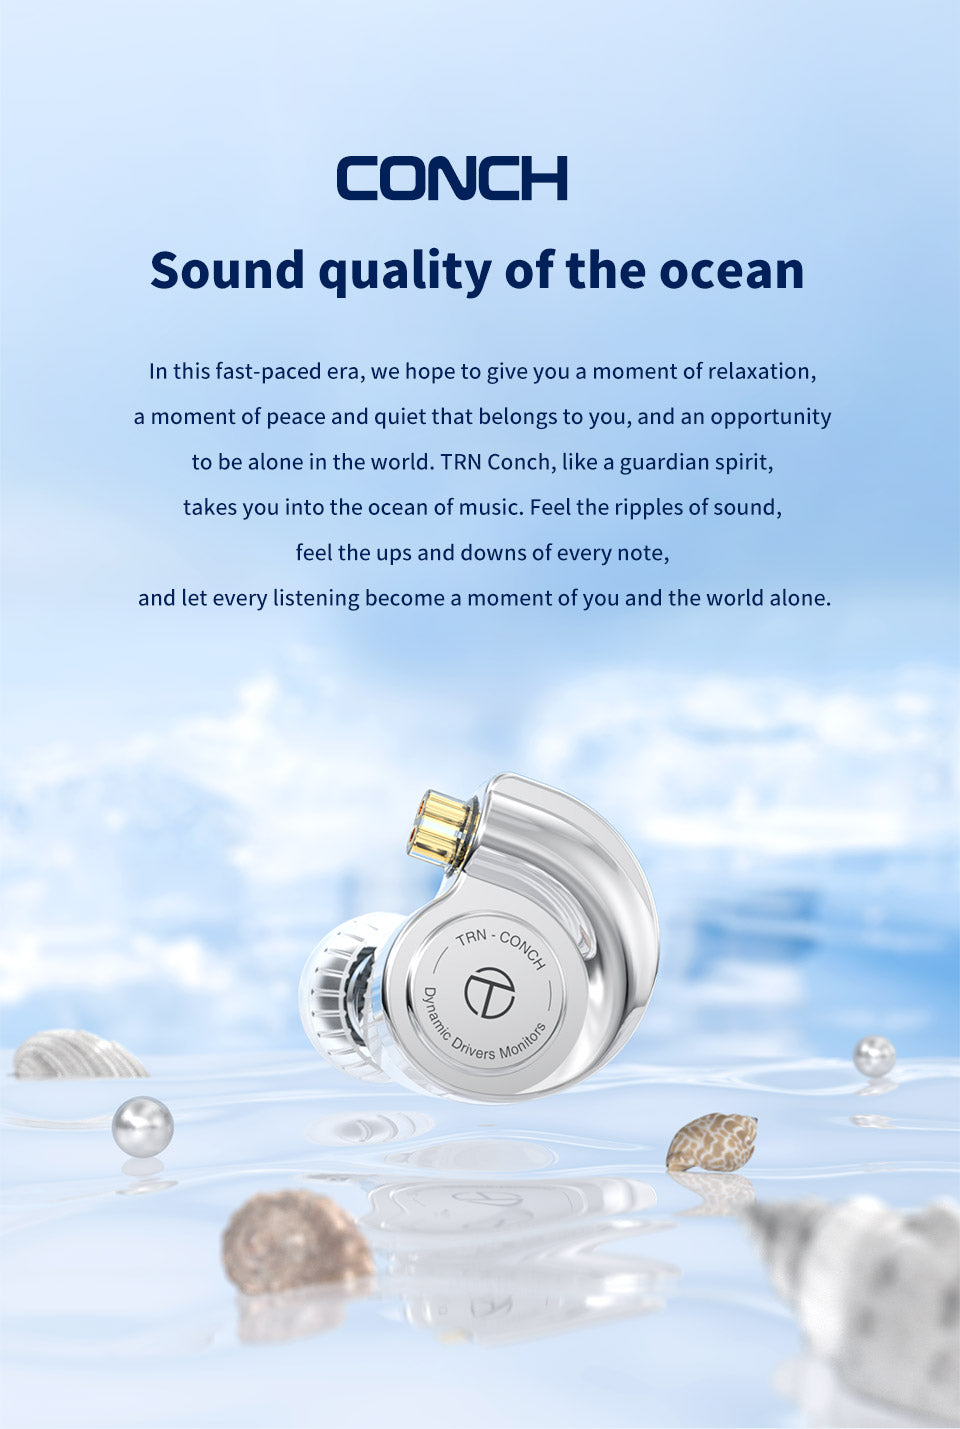 CONCH
Sound quality of the ocean
In this fast-paced era, we hope to give you a moment of relaxation,
a moment of peace and quiet that belongs to you, and an opportunity
to be alone in the world. TRN Conch, like a guardian spirit,
takes you into the ocean of music. Feel the ripples of sound,
feel the ups and downs of every note,
and let every listening become a moment of you and the world alone.
TRN - CONCH
Dynamic Drivers Monitors